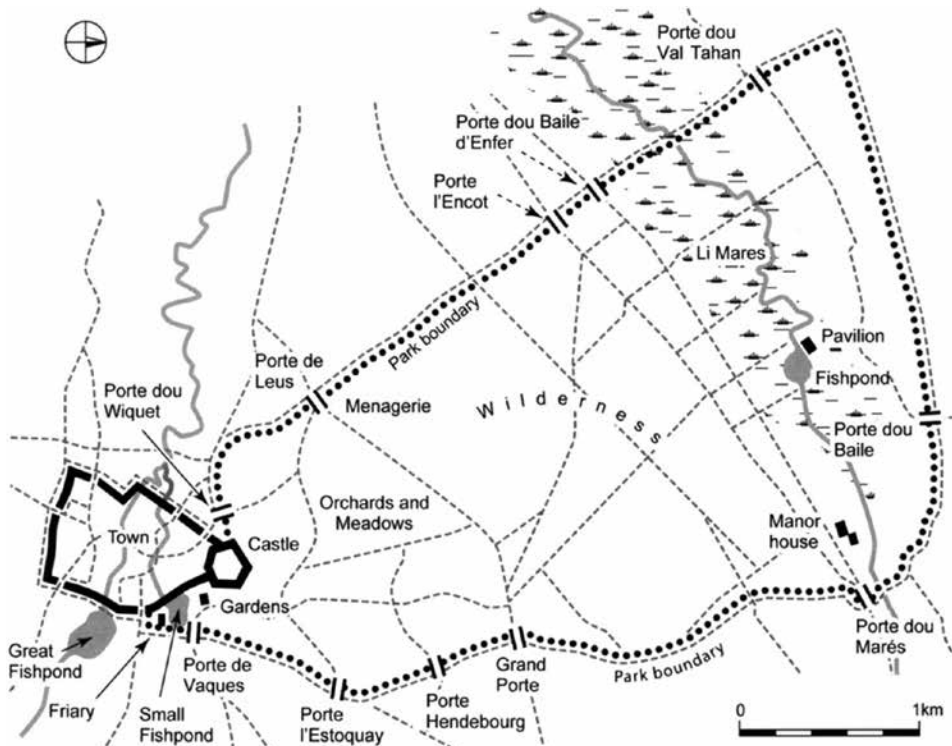 Porte dou
Val Tahan
Porte dou Baile
d'Enfer
Porte
l'Encot
Li Mares
Park boundary
Pavilion
Fishpond
Porte de
Leus
Menagerie
Porte dou
Wiquet
Wilderness
Porte dou
Baile
Orchards and
Meadows
Manor
house
Town
Castle
Gardens
Great
Fishpond
Friary
Porte de
Vaques
Small
Fishpond
Porte
l'Estoquay
Porte
Hendebourg
Grand
Porte
Park boundary
Porte dou
Marés
0
1km